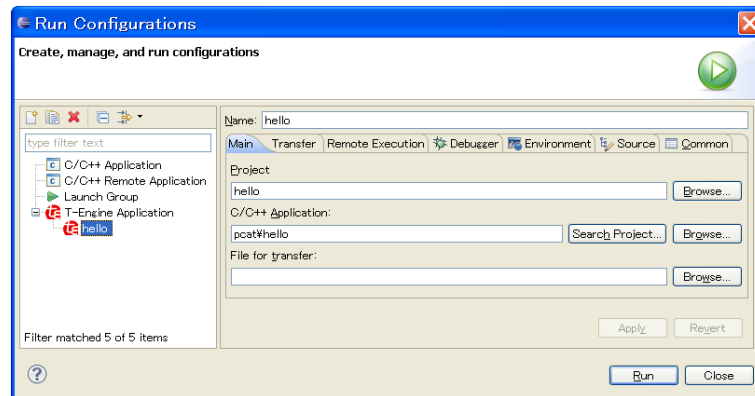 Run Configurations
Create, manage, and run configurations
type filter text
C/C++ Application
C/C++ Remote Application
Launch Group
T-Engine Application
hello
Filter matched 5 of 5 items
Name: hello
Main Transfer Remote Execution Debugger Environment Source Common
Project
hello Browse...
C/C++ Application:
pcat¥hello Search Project... Browse...
File for transfer:
Browse...
Apply Revert
Run Close